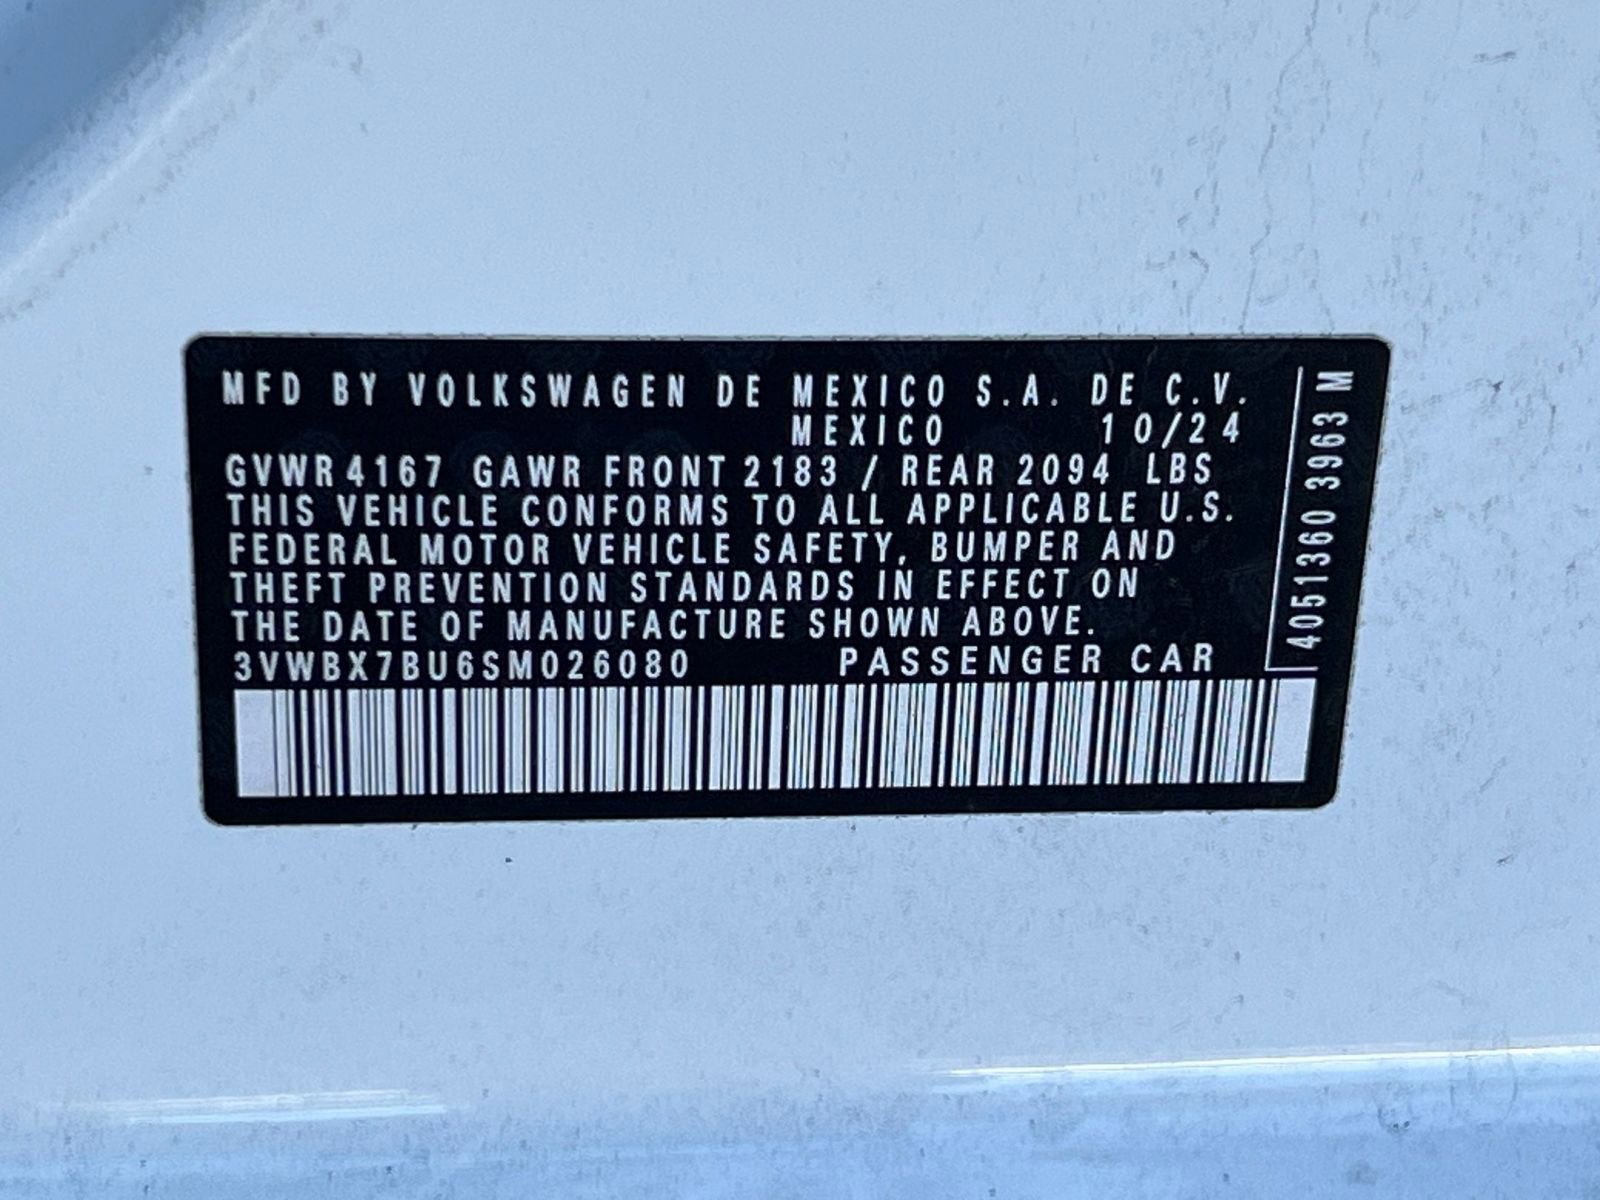 MFD BY VOLKSWAGEN DE MEXICO S.A. DE C.V.
MEXICO 10/24
GVWR 4167 GAWR FRONT 2183 / REAR 2094 LBS
THIS VEHICLE CONFORMS TO ALL APPLICABLE U.S.
FEDERAL MOTOR VEHICLE SAFETY, BUMPER AND
THEFT PREVENTION STANDARDS IN EFFECT ON
THE DATE OF MANUFACTURE SHOWN ABOVE.
3VWBX7BU6SM026080 PASSENGER CAR
4051360 3963 M